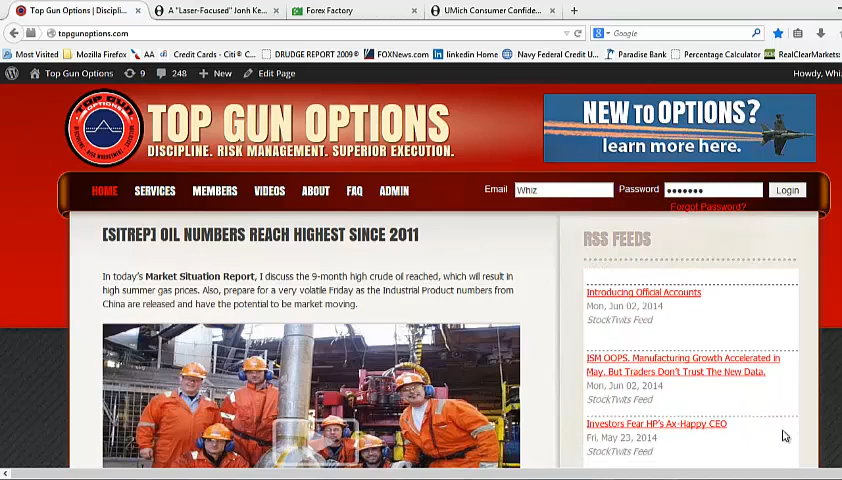 Top Gun Options | Discipli...
A "Laser-Focused" Jonh Ke...
Forex Factory
UMich Consumer Confide...
topgunoptions.com
Google
Most Visited
Mozilla Firefox
AA
Credit Cards - Citi® C...
DRUDGE REPORT 2009®
FOXNews.com
linkedin Home
Navy Federal Credit U...
Paradise Bank
Percentage Calculator
RealClearMarkets:
Top Gun Options
9
248
New
Edit Page
Howdy, Whiz
TOP GUN
OPTIONS
TOP GUN OPTIONS
DISCIPLINE. RISK MANAGEMENT. SUPERIOR EXECUTION.
NEW TO OPTIONS?
learn more here.
HOME
SERVICES
MEMBERS
VIDEOS
ABOUT
FAQ
ADMIN
Email
Whiz
Password
Login
Forgot Password?
[SITREP] OIL NUMBERS REACH HIGHEST SINCE 2011
In today's Market Situation Report, I discuss the 9-month high crude oil reached, which will result in
high summer gas prices. Also, prepare for a very volatile Friday as the Industrial Product numbers from
China are released and have the potential to be market moving.
RSS FEEDS
Introducing Official Accounts
Mon, Jun 02, 2014
StockTwits Feed
ISM OOPS. Manufacturing Growth Accelerated in
May. But Traders Don't Trust The New Data.
Mon, Jun 02, 2014
StockTwits Feed
Investors Fear HP's Ax-Happy CEO
Fri, May 23, 2014
StockTwits Feed